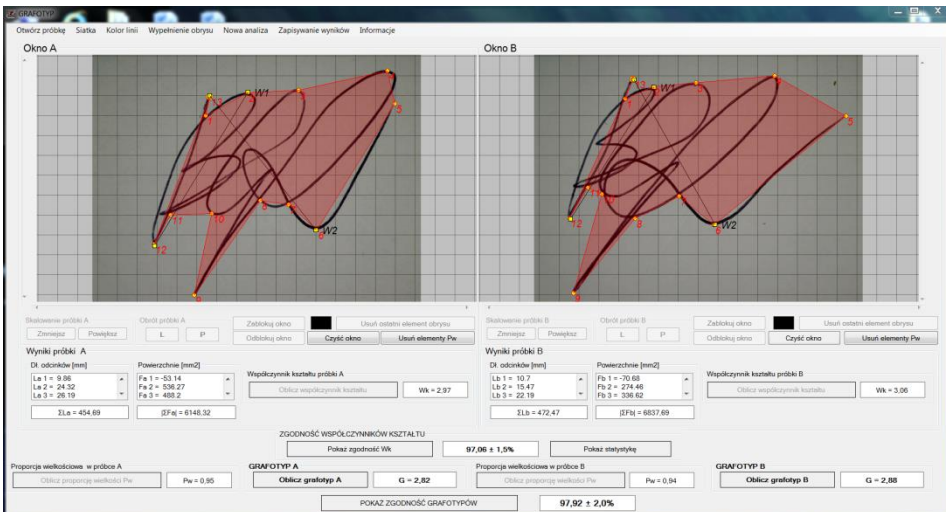 GRAFOTYP
Otwórz próbkę Siatka Kolor linii Wypełnienie obrysu Nowa analiza Zapisywanie wyników Informacje
Okno A
Okno B
W1
W2
W1
W2
Skalowanie próbki A Obrót próbki A
Zmniejsz Powiększ L P
Zablokuj okno Usuń ostatni element obrysu
Odblokuj okno Czyść okno Usuń elementy Pw
Skalowanie próbki B Obrót próbki B
Zmniejsz Powiększ L P
Zablokuj okno Usuń ostatni element obrysu
Odblokuj okno Czyść okno Usuń elementy Pw
Wyniki próbki A
Dł. odcinków [mm] Powierzchnie [mm2]
La 1 = 9.86 Fa 1 = -53.14
La 2 = 24.32 Fa 2 = 536.27
La 3 = 26.19 Fa 3 = 488.2
ΣLa = 454,69 |ΣFa| = 6148.32
Współczynnik kształtu próbki A
Oblicz współczynnik kształtu Wk = 2,97
Wyniki próbki B
Dł. odcinków [mm] Powierzchnie [mm2]
Lb 1 = 10.7 Fb 1 = -70.68
Lb 2 = 15.47 Fb 2 = 274.46
Lb 3 = 22.19 Fb 3 = 336.62
ΣLb = 472,47 |ΣFb| = 6837.69
Współczynnik kształtu próbki B
Oblicz współczynnik kształtu Wk = 3,06
ZGODNOŚĆ WSPÓŁCZYNNIKÓW KSZTAŁTU
Pokaż zgodność Wk 97,06 ± 1,5% Pokaż statystykę
Proporcja wielkościowa w próbce A GRAFOTYP A Proporcja wielkościowa w próbce B GRAFOTYP B
Oblicz proporcję wielkości Pw Pw = 0,95 Oblicz grafotyp A G = 2,82 Oblicz proporcję wielkości Pw Pw = 0,94 Oblicz grafotyp B G = 2,88
POKAŻ ZGODNOŚĆ GRAFOTYPÓW 97,92 ± 2,0%